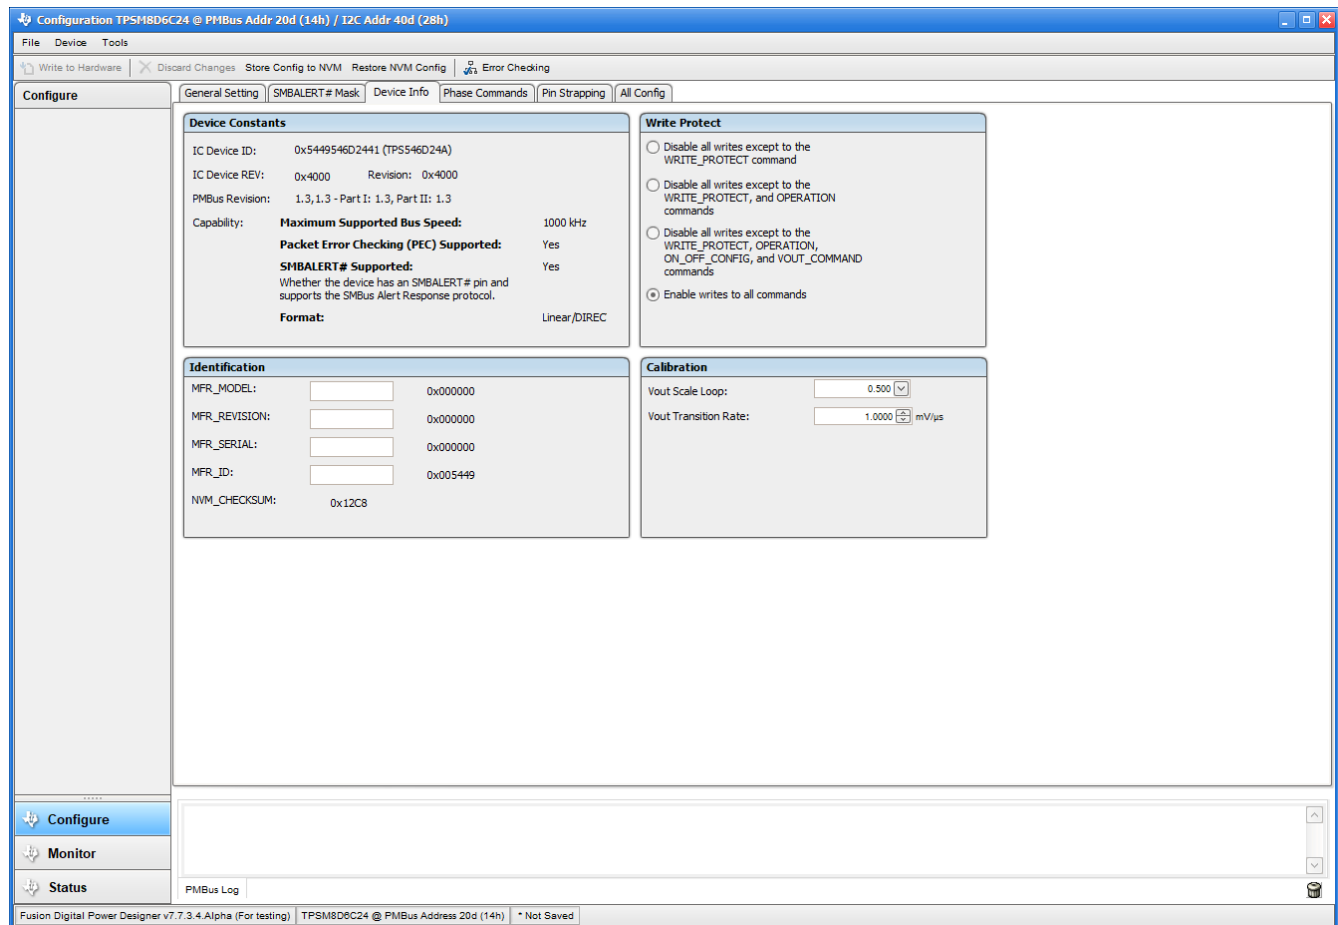 Configuration TPSM8D6C24 @ PMBus Addr 20d (14h) / I2C Addr 40d (28h)
File Device Tools
Write to Hardware Discard Changes Store Config to NVM Restore NVM Config Error Checking
Configure
General Setting SMBALERT# Mask Device Info Phase Commands Pin Strapping All Config
Device Constants
IC Device ID: 0x5449546D2441 (TPS546D24A)
IC Device REV: 0x4000 Revision: 0x4000
PMBus Revision: 1.3,1.3 - Part I: 1.3, Part II: 1.3
Capability: Maximum Supported Bus Speed: 1000 kHz
Packet Error Checking (PEC) Supported: Yes
SMBALERT# Supported: Yes
Whether the device has an SMBALERT# pin and
supports the SMBus Alert Response protocol.
Format: Linear/DIREC
Write Protect
Disable all writes except to the
WRITE_PROTECT command
Disable all writes except to the
WRITE_PROTECT, and OPERATION
commands
Disable all writes except to the
WRITE_PROTECT, OPERATION,
ON_OFF_CONFIG, and VOUT_COMMAND
commands
Enable writes to all commands
Identification
MFR_MODEL: 0x000000
MFR_REVISION: 0x000000
MFR_SERIAL: 0x000000
MFR_ID: 0x005449
NVM_CHECKSUM: 0x12C8
Calibration
Vout Scale Loop: 0.500
Vout Transition Rate: 1.0000 mV/µs
Configure
Monitor
Status
PMBus Log
Fusion Digital Power Designer v7.7.3.4.Alpha (For testing) TPSM8D6C24 @ PMBus Address 20d (14h) * Not Saved